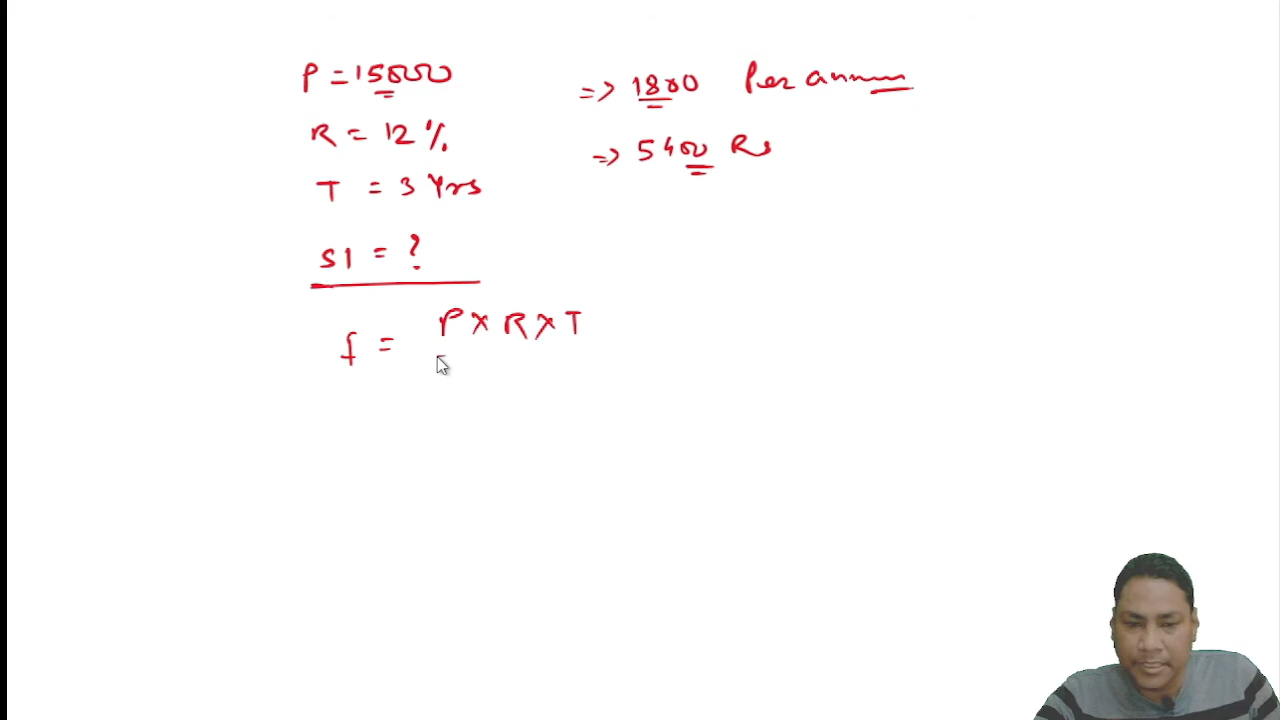 P = 15000
R = 12 %
T = 3 Yrs
SI = ?
f = P × R × T
=> 1800 Per annum
=> 5400 Rs